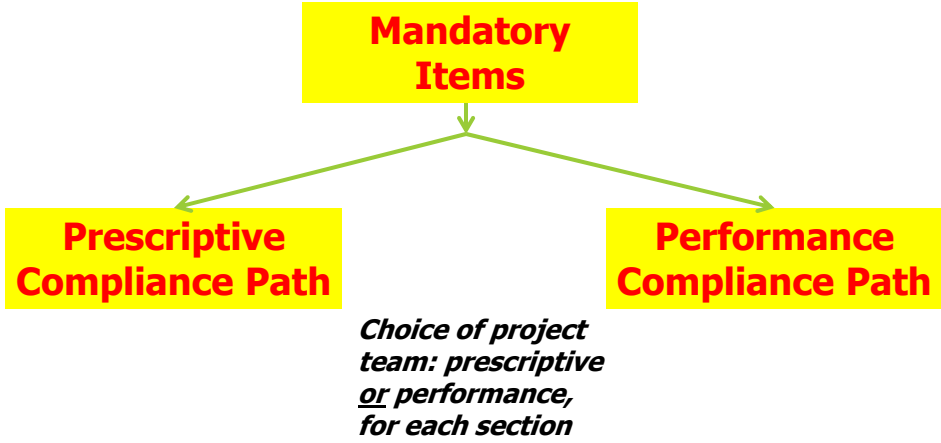 Mandatory
Items
Prescriptive
Compliance Path
Performance
Compliance Path
Choice of project
team: prescriptive
or performance,
for each section